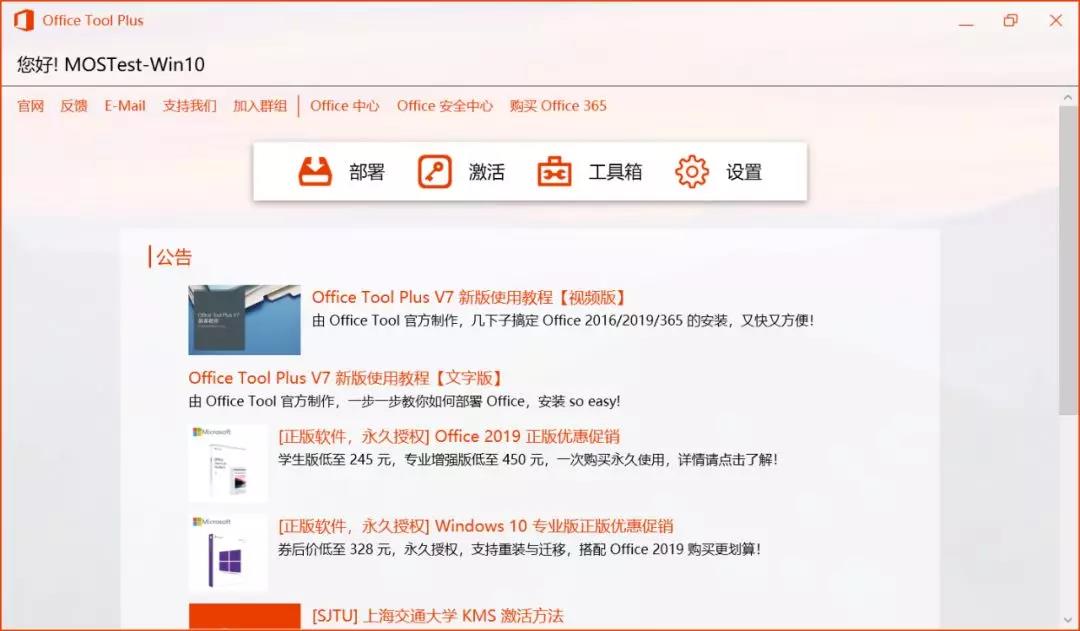 Office Tool Plus
您好! MOSTest-Win10
官网 反馈 E-Mail 支持我们 加入群组 Office 中心 Office 安全中心 购买 Office 365
部署 激活 工具箱 设置
公告
Office Tool Plus V7 新版使用教程【视频版】
由 Office Tool 官方制作，几下子搞定 Office 2016/2019/365 的安装，又快又方便!
Office Tool Plus V7
Office Tool Plus V7 新版使用教程【文字版】
由 Office Tool 官方制作，一步一步教你如何部署 Office，安装 so easy!
Microsoft
[正版软件，永久授权] Office 2019 正版优惠促销
学生版低至 245 元，专业增强版低至 450 元，一次购买永久使用，详情请点击了解!
Microsoft
[正版软件，永久授权] Windows 10 专业版正版优惠促销
券后价低至 328 元，永久授权，支持重装与迁移，搭配 Office 2019 购买更划算!
[SJTU] 上海交通大学 KMS 激活方法